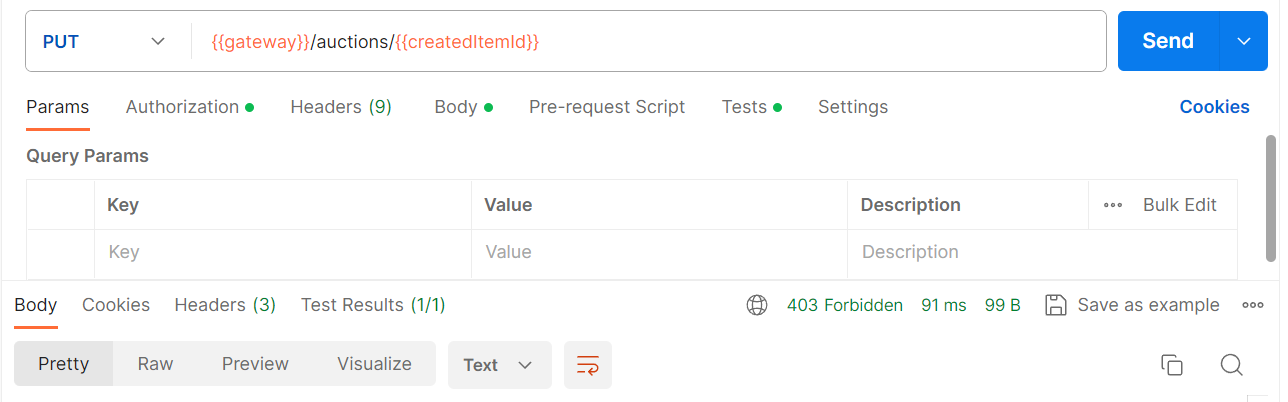 PUT {{gateway}}/auctions/{{createdItemId}} Send
Params Authorization Headers (9) Body Pre-request Script Tests Settings Cookies
Query Params
Key Value Description Bulk Edit
Key Value Description
Body Cookies Headers (3) Test Results (1/1) 403 Forbidden 91 ms 99 B Save as example
Pretty Raw Preview Visualize Text